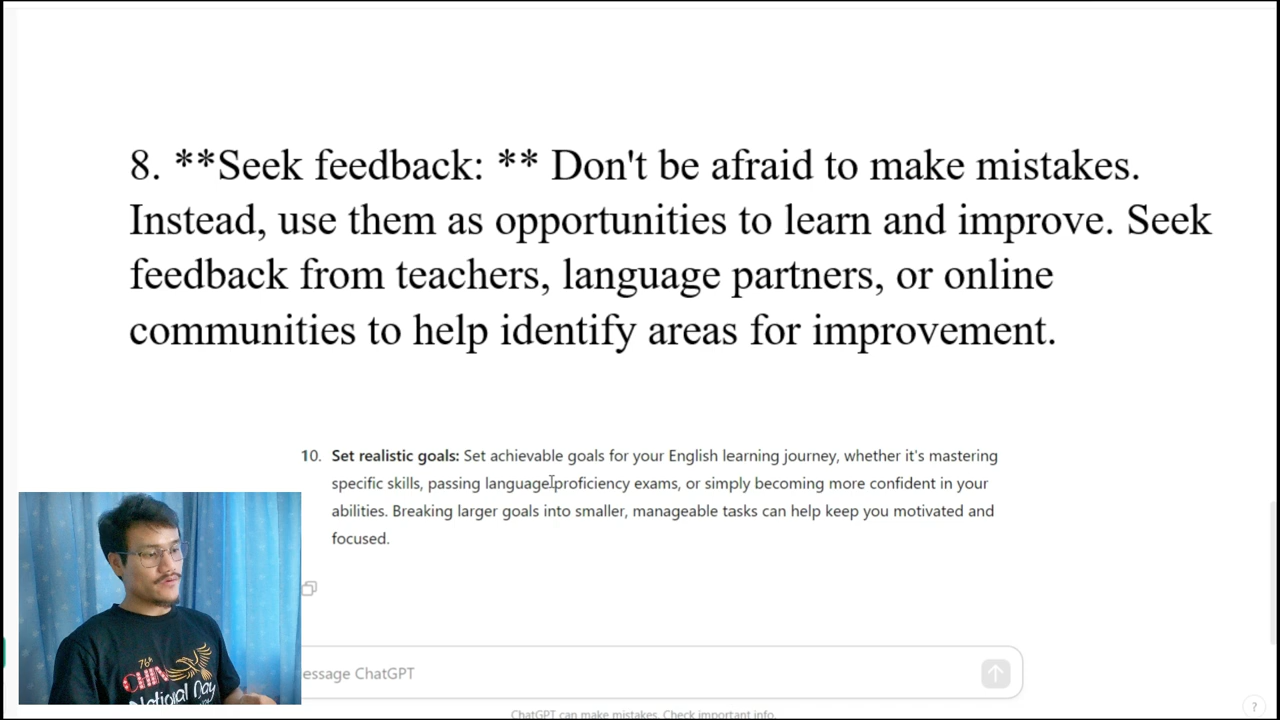 8. **Seek feedback: ** Don't be afraid to make mistakes.
Instead, use them as opportunities to learn and improve. Seek
feedback from teachers, language partners, or online
communities to help identify areas for improvement.
10. Set realistic goals: Set achievable goals for your English learning journey, whether it's mastering
specific skills, passing language proficiency exams, or simply becoming more confident in your
abilities. Breaking larger goals into smaller, manageable tasks can help keep you motivated and
focused.
76th
CHIN
National Day
essage ChatGPT
ChatGPT can make mistakes. Check important info.
?